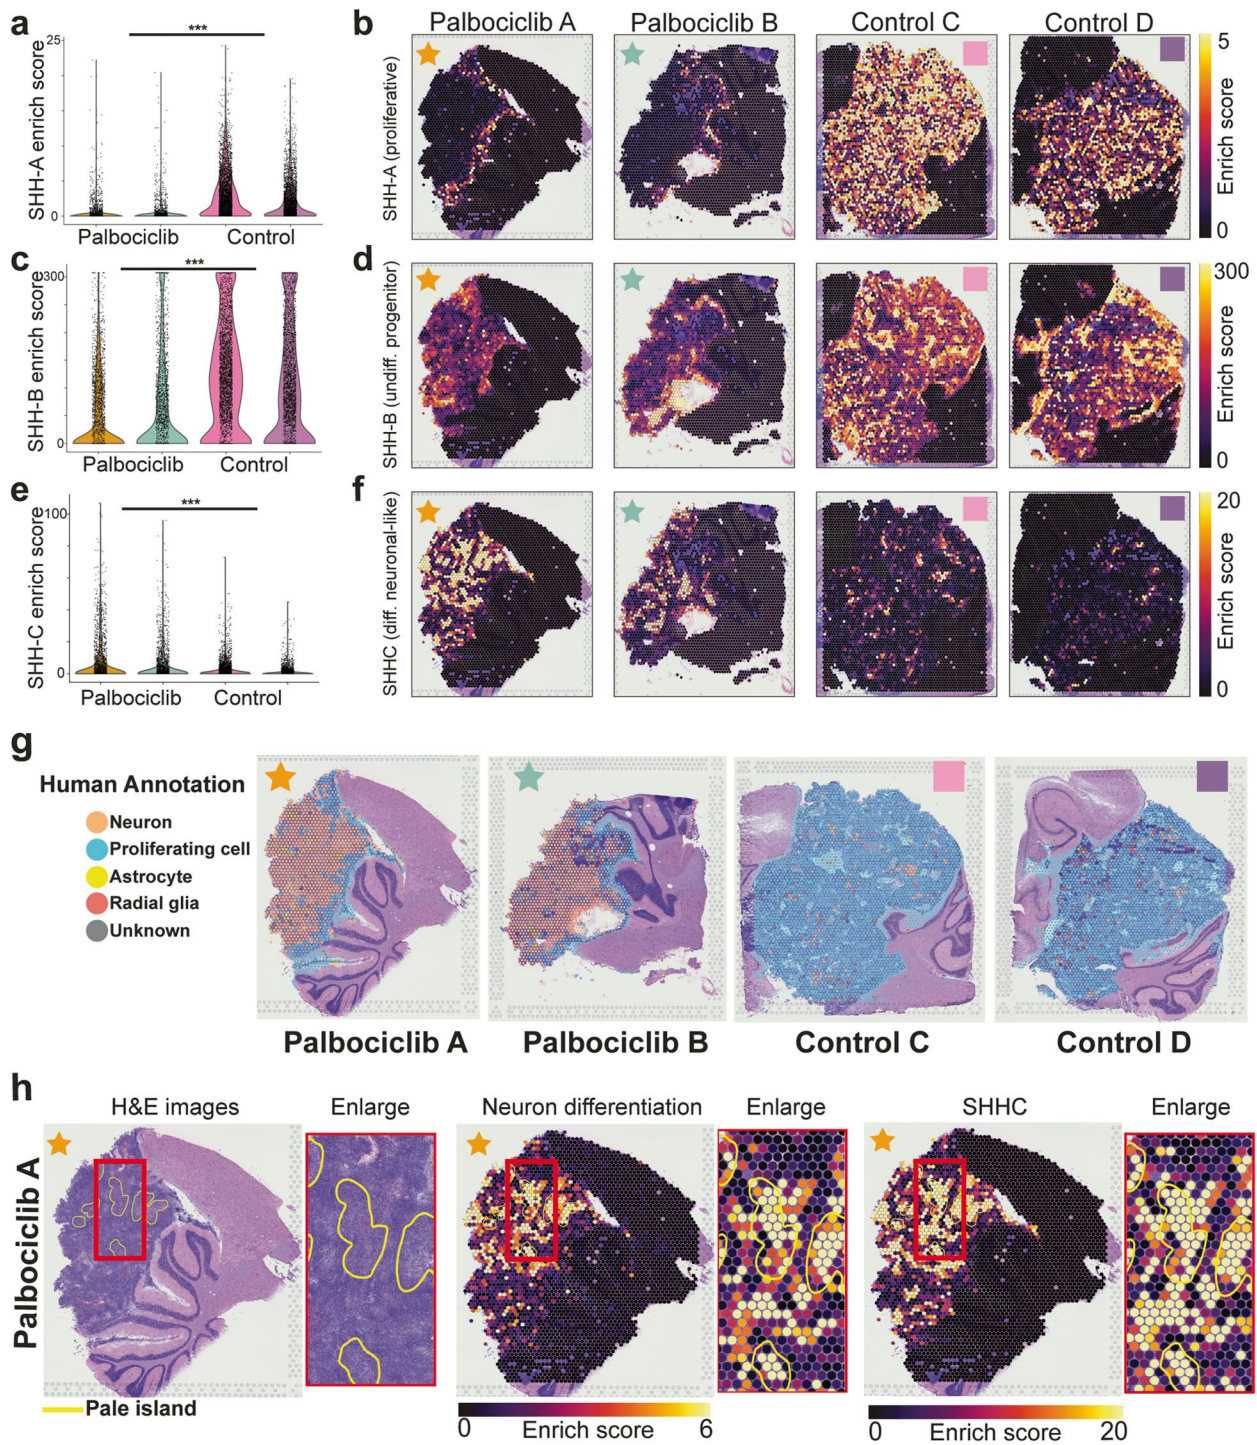 a
***
25
SHH-A enrich score
0
Palbociclib
Control
b
Palbociclib A
Palbociclib B
Control C
Control D
SHH-A (proliferative)
5
Enrich score
0
c
***
300
SHH-B enrich score
0
Palbociclib
Control
d
SHH-B (undiff. progenitor)
300
Enrich score
0
e
***
100
SHH-C enrich score
0
Palbociclib
Control
f
SHHC (diff. neuronal-like)
20
Enrich score
0
g
Human Annotation
Neuron
Proliferating cell
Astrocyte
Radial glia
Unknown
Palbociclib A
Palbociclib B
Control C
Control D
h
H&E images
Enlarge
Neuron differentiation
Enlarge
SHHC
Enlarge
Palbociclib A
Pale island
0 Enrich score 6
0 Enrich score 20